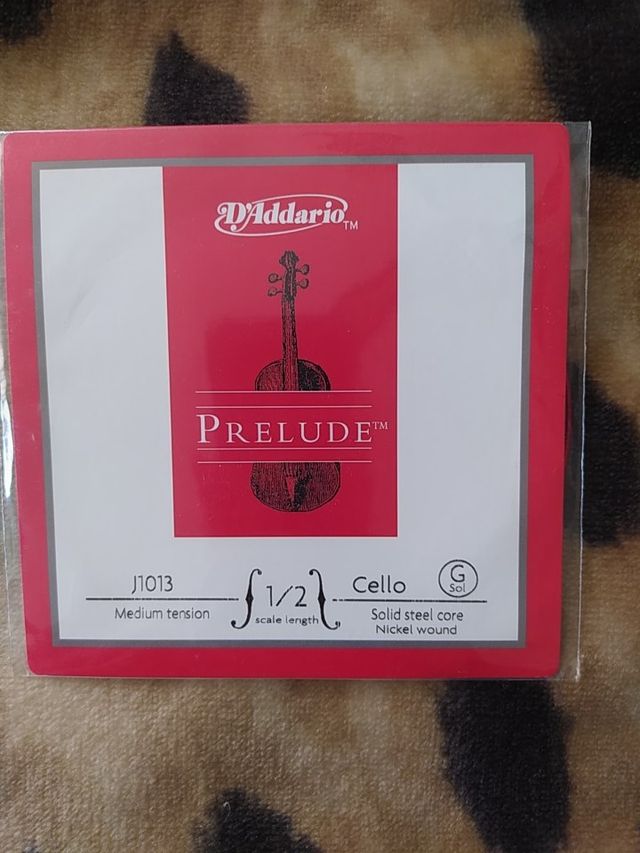 D'Addario™
PRELUDE™
J1013
Medium tension
1/2
scale length
Cello
G
Sol
Solid steel core
Nickel wound